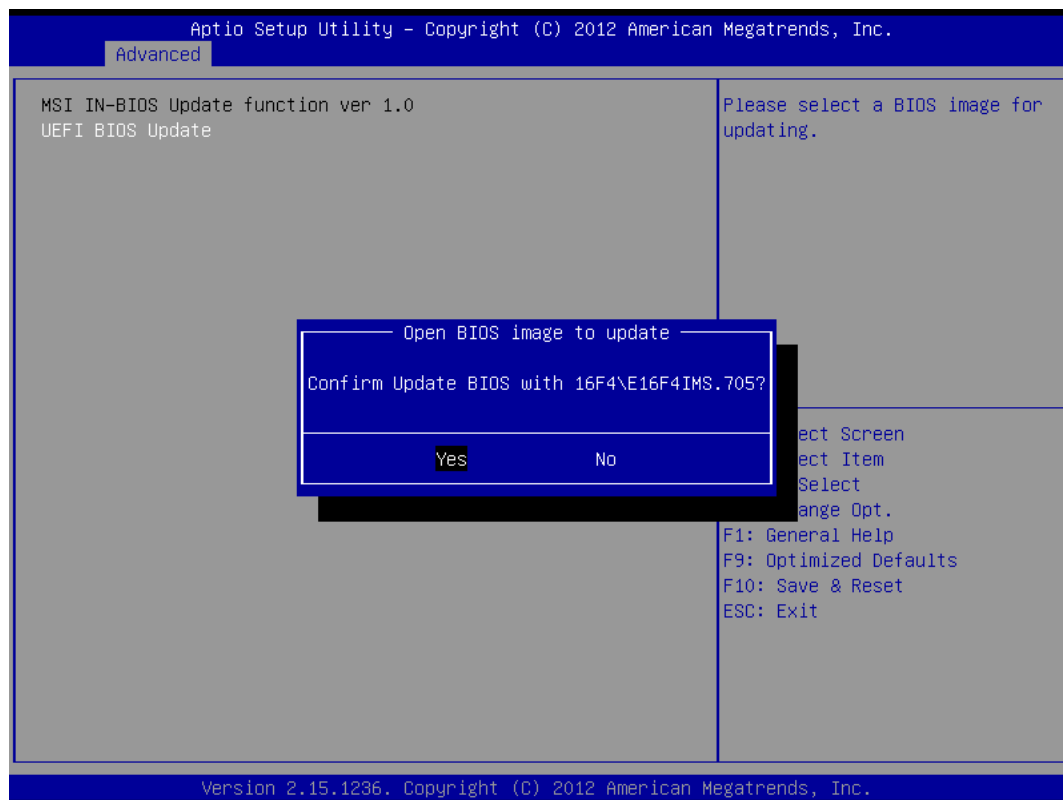 Aptio Setup Utility – Copyright (C) 2012 American Megatrends, Inc.
Advanced
MSI IN-BIOS Update function ver 1.0
UEFI BIOS Update
Please select a BIOS image for
updating.
Open BIOS image to update
Confirm Update BIOS with 16F4\E16F4IMS.705?
Yes No
ect Screen
ect Item
Select
ange Opt.
F1: General Help
F9: Optimized Defaults
F10: Save & Reset
ESC: Exit
Version 2.15.1236. Copyright (C) 2012 American Megatrends, Inc.